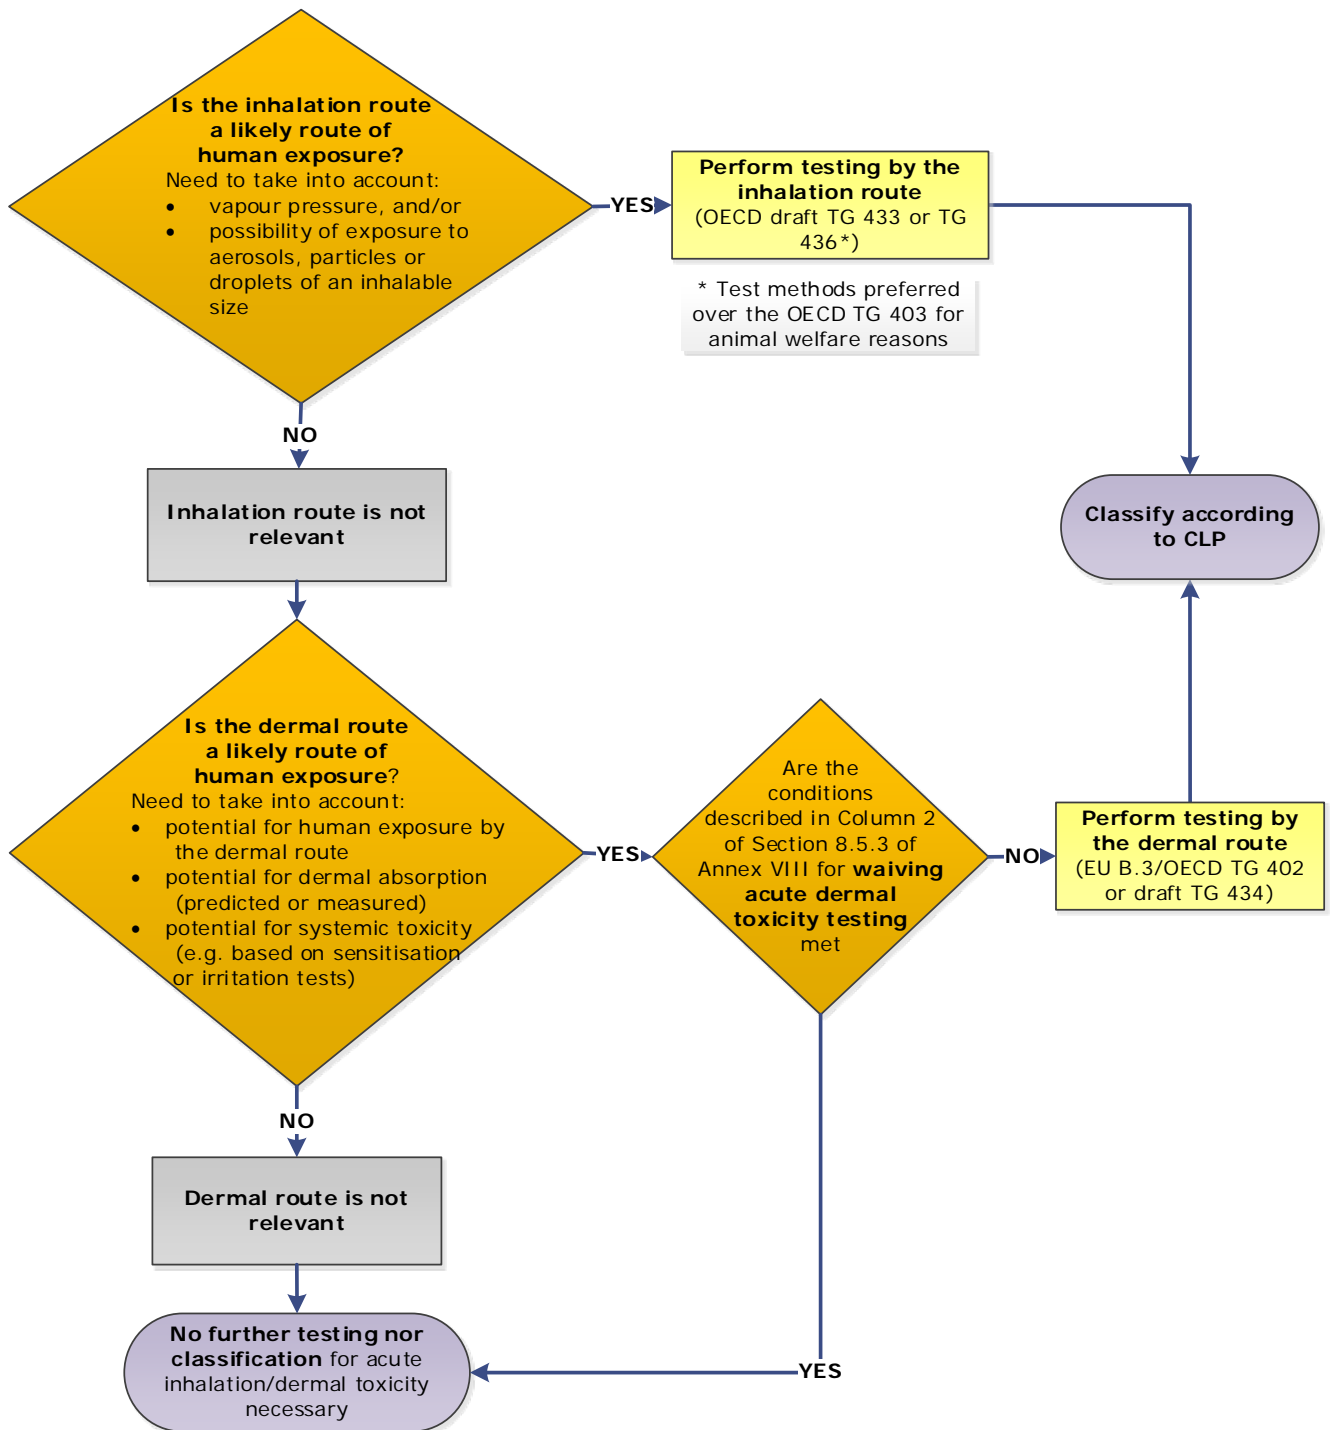 Is the inhalation route
a likely route of
human exposure?
Need to take into account:
• vapour pressure, and/or
• possibility of exposure to
aerosols, particles or
droplets of an inhalable
size
YES
Perform testing by the
inhalation route
(OECD draft TG 433 or TG
436*)
* Test methods preferred
over the OECD TG 403 for
animal welfare reasons
NO
Inhalation route is not
relevant
Classify according
to CLP
Is the dermal route
a likely route of
human exposure?
Need to take into account:
• potential for human exposure by
the dermal route
• potential for dermal absorption
(predicted or measured)
• potential for systemic toxicity
(e.g. based on sensitisation
or irritation tests)
YES
Are the
conditions
described in Column 2
of Section 8.5.3 of
Annex VIII for waiving
acute dermal
toxicity testing
met
NO
Perform testing by
the dermal route
(EU B.3/OECD TG 402
or draft TG 434)
NO
Dermal route is not
relevant
No further testing nor
classification for acute
inhalation/dermal toxicity
necessary
YES